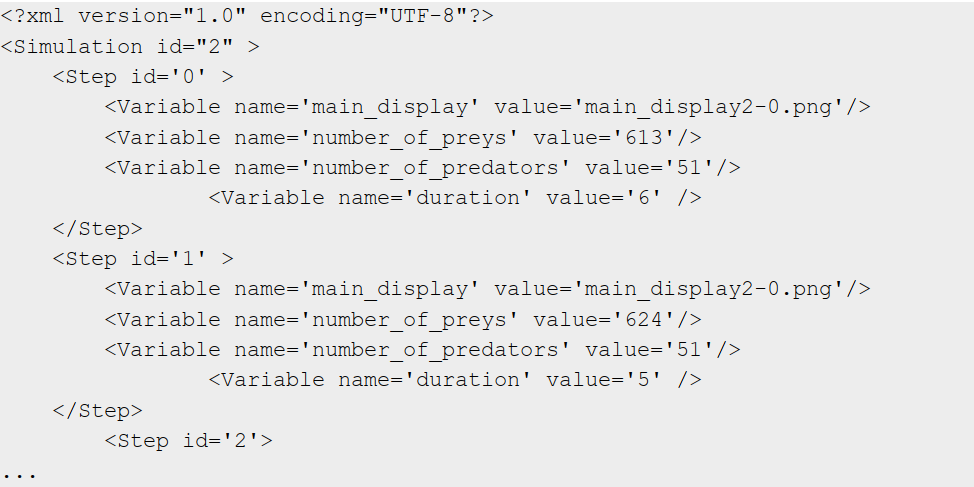 <?xml version="1.0" encoding="UTF-8"?>
<Simulation id="2" >
    <Step id='0' >
        <Variable name='main_display' value='main_display2-0.png'/>
        <Variable name='number_of_preys' value='613'/>
        <Variable name='number_of_predators' value='51'/>
                <Variable name='duration' value='6' />
    </Step>
    <Step id='1' >
        <Variable name='main_display' value='main_display2-0.png'/>
        <Variable name='number_of_preys' value='624'/>
        <Variable name='number_of_predators' value='51'/>
                <Variable name='duration' value='5' />
    </Step>
        <Step id='2'>
...